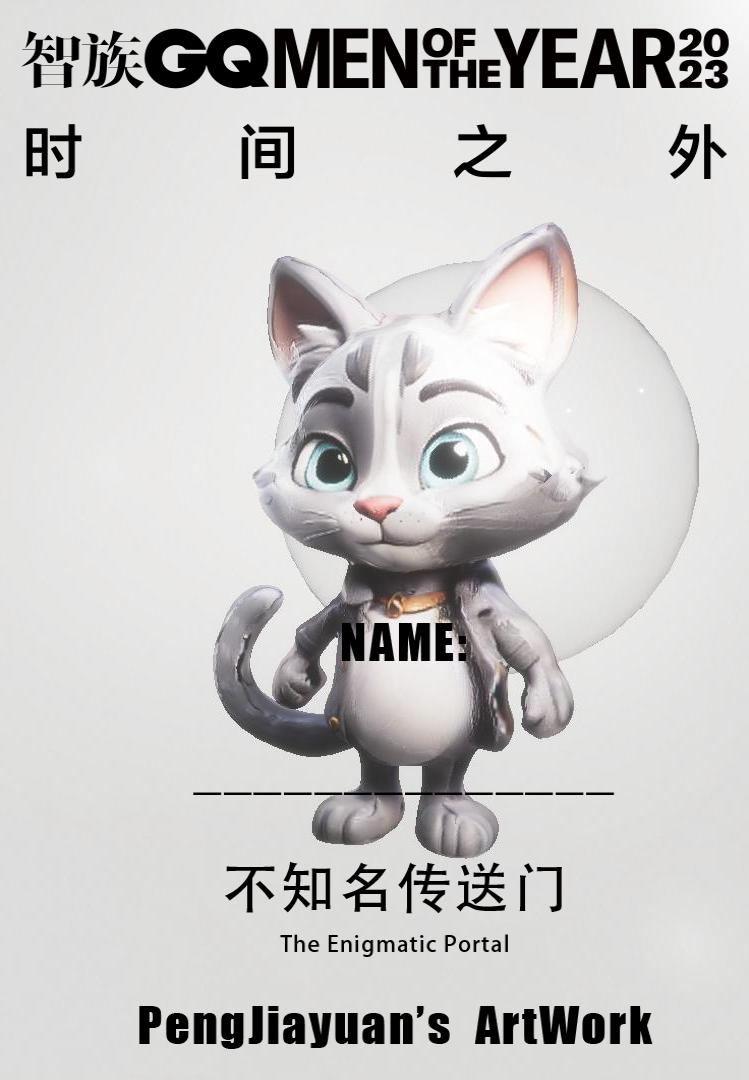 智族GQ MEN OF THE YEAR 2023
时间之外
NAME:
______________
不知名传送门
The Enigmatic Portal
PengJiayuan’s ArtWork